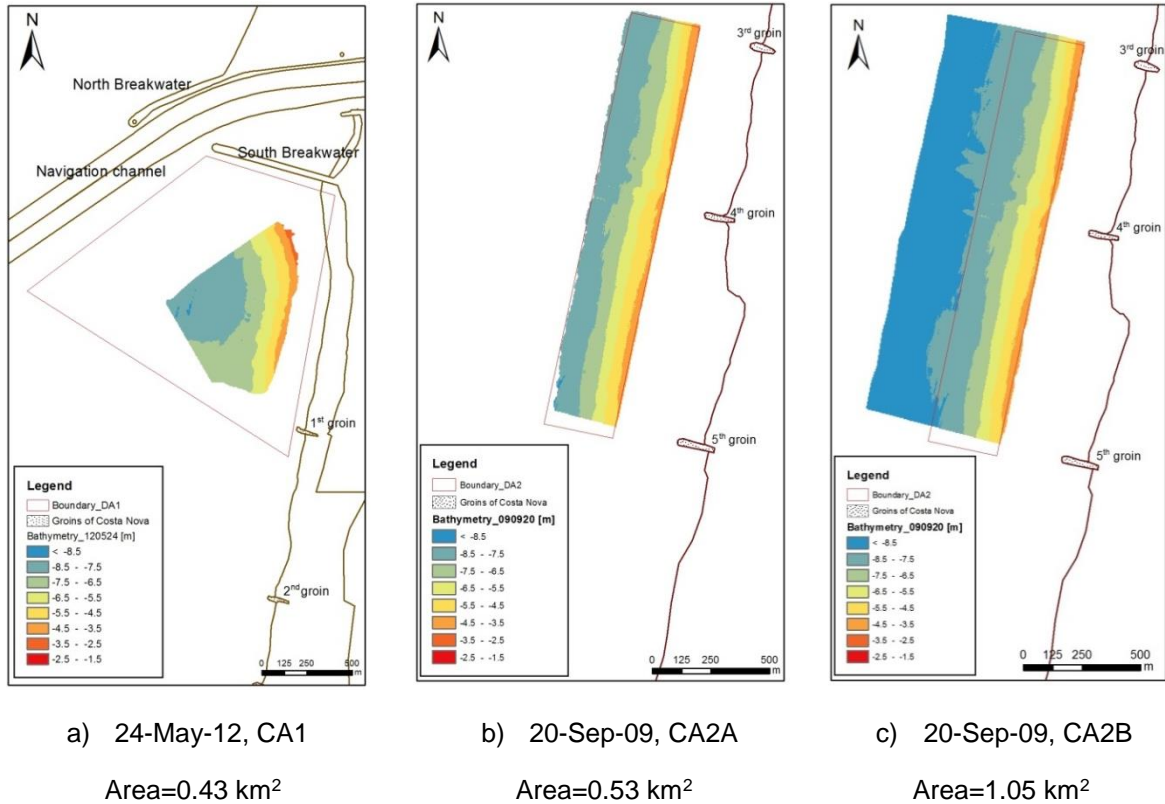 N
North Breakwater
South Breakwater
Navigation channel
1st groin
2nd groin
Legend
Boundary_DA1
Groins of Costa Nova
Bathymetry_120524 [m]
< -8.5
-8.5 - -7.5
-7.5 - -6.5
-6.5 - -5.5
-5.5 - -4.5
-4.5 - -3.5
-3.5 - -2.5
-2.5 - -1.5
0 125 250 500
m
N
3rd groin
4th groin
5th groin
Legend
Boundary_DA2
Groins of Costa Nova
Bathymetry_090920 [m]
< -8.5
-8.5 - -7.5
-7.5 - -6.5
-6.5 - -5.5
-5.5 - -4.5
-4.5 - -3.5
-3.5 - -2.5
-2.5 - -1.5
0 125 250 500
m
N
3rd groin
4th groin
5th groin
Legend
Boundary_DA2
Groins of Costa Nova
Bathymetry_090920 [m]
< -8.5
-8.5 - -7.5
-7.5 - -6.5
-6.5 - -5.5
-5.5 - -4.5
-4.5 - -3.5
-3.5 - -2.5
-2.5 - -1.5
0 125 250 500
m
a) 24-May-12, CA1
Area=0.43 km²
b) 20-Sep-09, CA2A
Area=0.53 km²
c) 20-Sep-09, CA2B
Area=1.05 km²